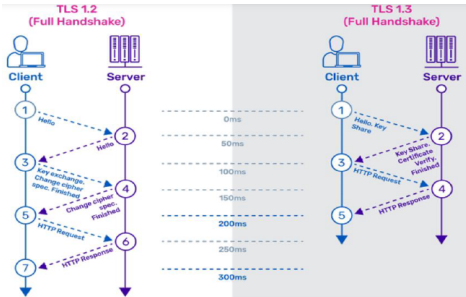 TLS 1.2
(Full Handshake)
Client
Server
1
Hello
2
Hello
3
Key exchange,
Change cipher
spec. Finished
4
Change cipher
spec,
Finished
5
HTTP Request
6
HTTP Response
7
0ms
50ms
100ms
150ms
200ms
250ms
300ms
TLS 1.3
(Full Handshake)
Client
Server
1
Hello, Key
Share
2
Key Share,
Certificate
Verify,
Finished
3
HTTP Request
4
HTTP Response
5